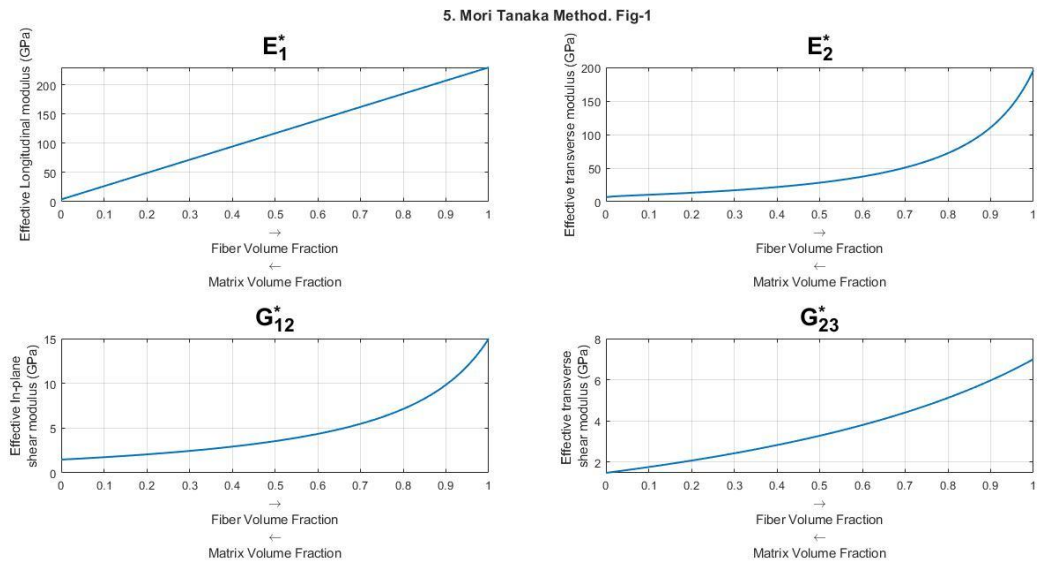 5. Mori Tanaka Method. Fig-1
E*1
Effective Longitudinal modulus (GPa)
200
150
100
50
0
0 0.1 0.2 0.3 0.4 0.5 0.6 0.7 0.8 0.9 1
→
Fiber Volume Fraction
←
Matrix Volume Fraction
E*2
Effective transverse modulus (GPa)
200
150
100
50
0
0 0.1 0.2 0.3 0.4 0.5 0.6 0.7 0.8 0.9 1
→
Fiber Volume Fraction
←
Matrix Volume Fraction
G*12
Effective In-plane
shear modulus (GPa)
15
10
5
0
0 0.1 0.2 0.3 0.4 0.5 0.6 0.7 0.8 0.9 1
→
Fiber Volume Fraction
←
Matrix Volume Fraction
G*23
Effective transverse
shear modulus (GPa)
8
6
4
2
0 0.1 0.2 0.3 0.4 0.5 0.6 0.7 0.8 0.9 1
→
Fiber Volume Fraction
←
Matrix Volume Fraction